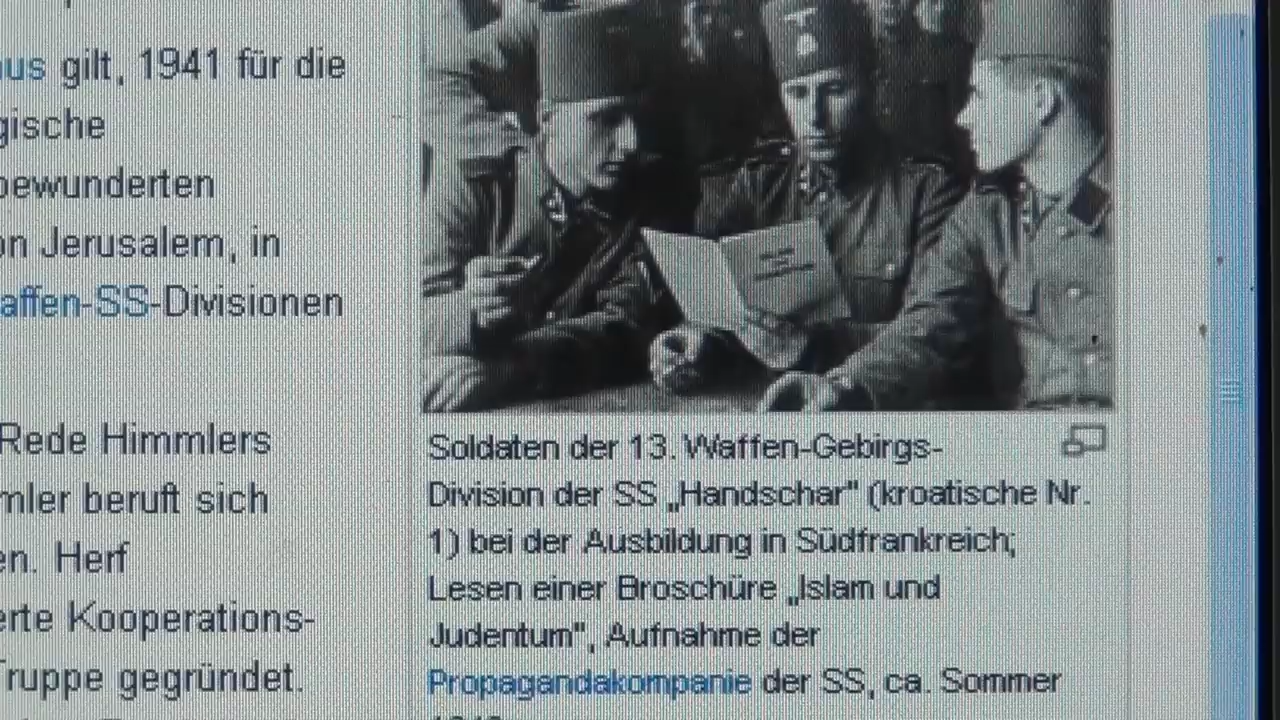 us gilt, 1941 für die
gische
bewunderten
on Jerusalem, in
affen-SS-Divisionen
Rede Himmlers
mler beruft sich
en. Herf
erte Kooperations-
Truppe gegründet.
Soldaten der 13. Waffen-Gebirgs-
Division der SS „Handschar" (kroatische Nr.
1) bei der Ausbildung in Südfrankreich;
Lesen einer Broschüre „Islam und
Judentum", Aufnahme der
Propagandakompanie der SS, ca. Sommer